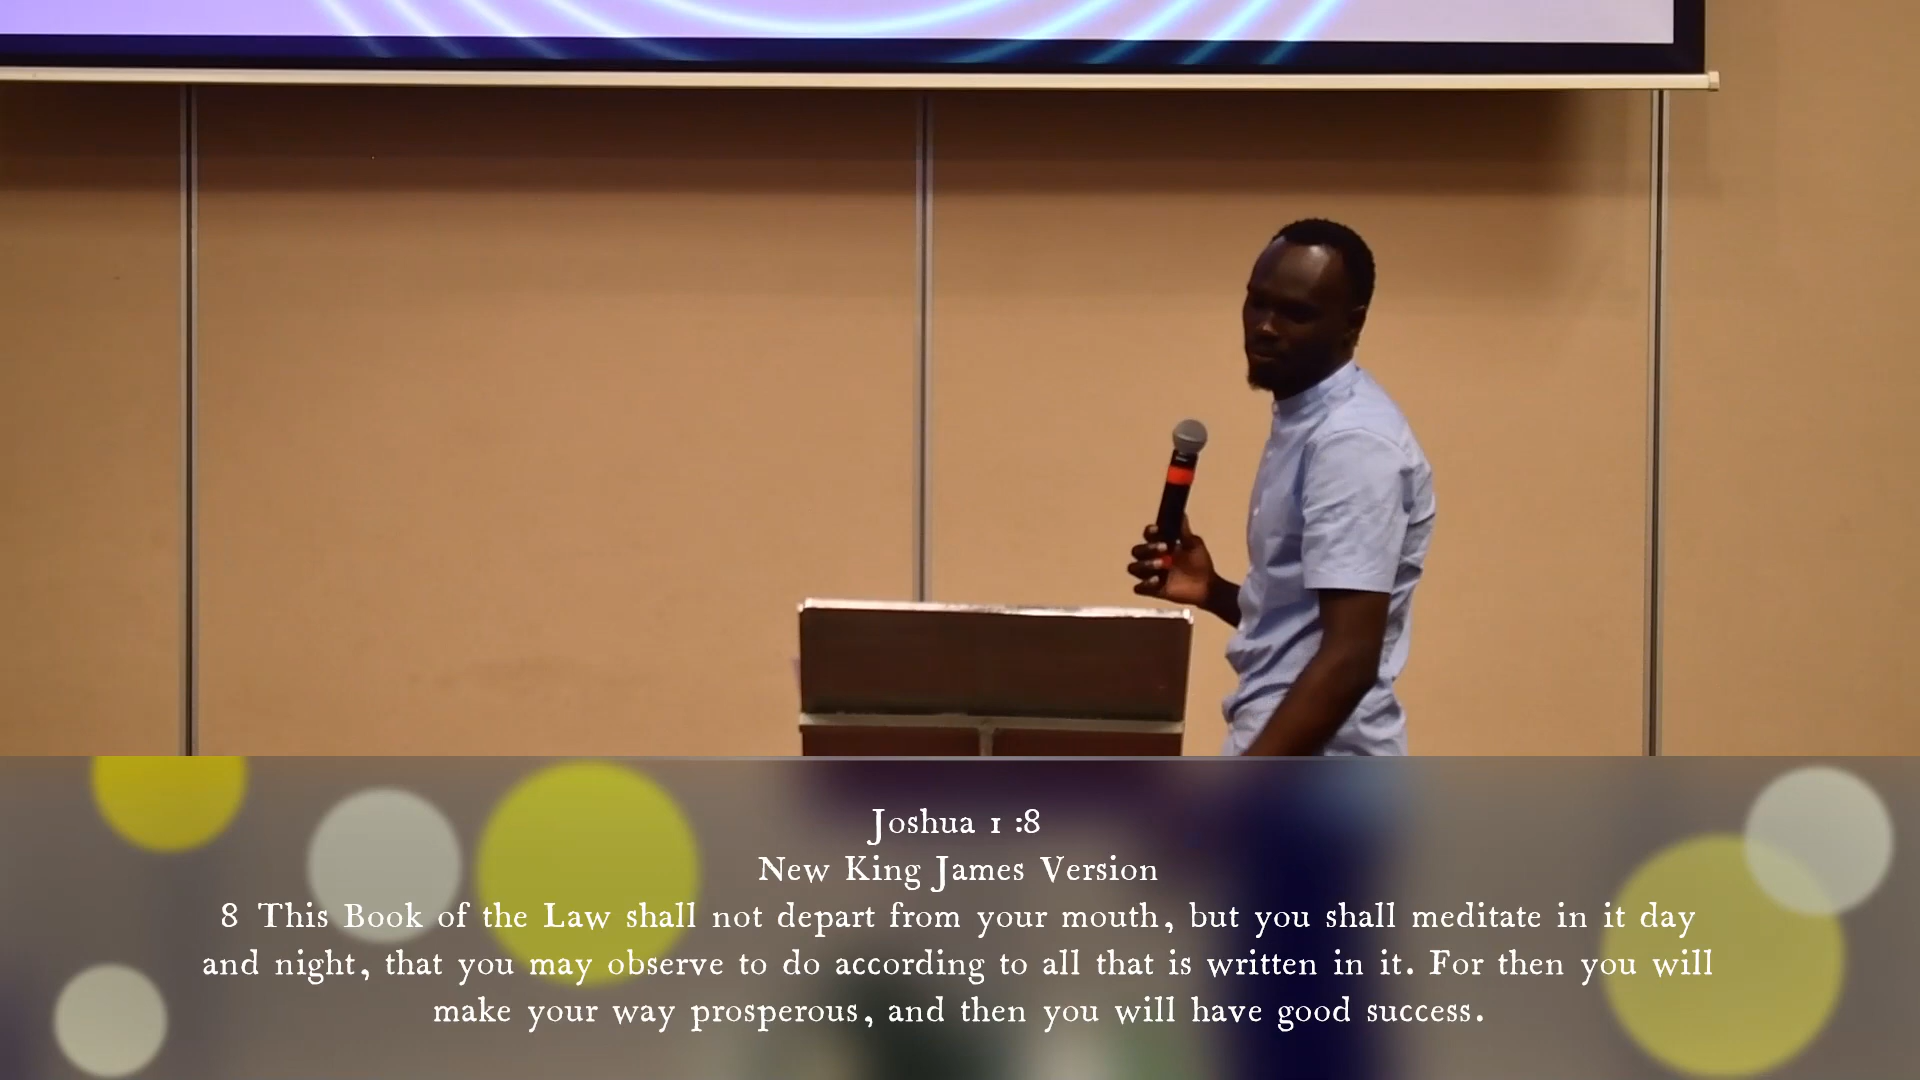 Joshua 1 :8
New King James Version
8 This Book of the Law shall not depart from your mouth, but you shall meditate in it day
and night, that you may observe to do according to all that is written in it. For then you will
make your way prosperous, and then you will have good success.